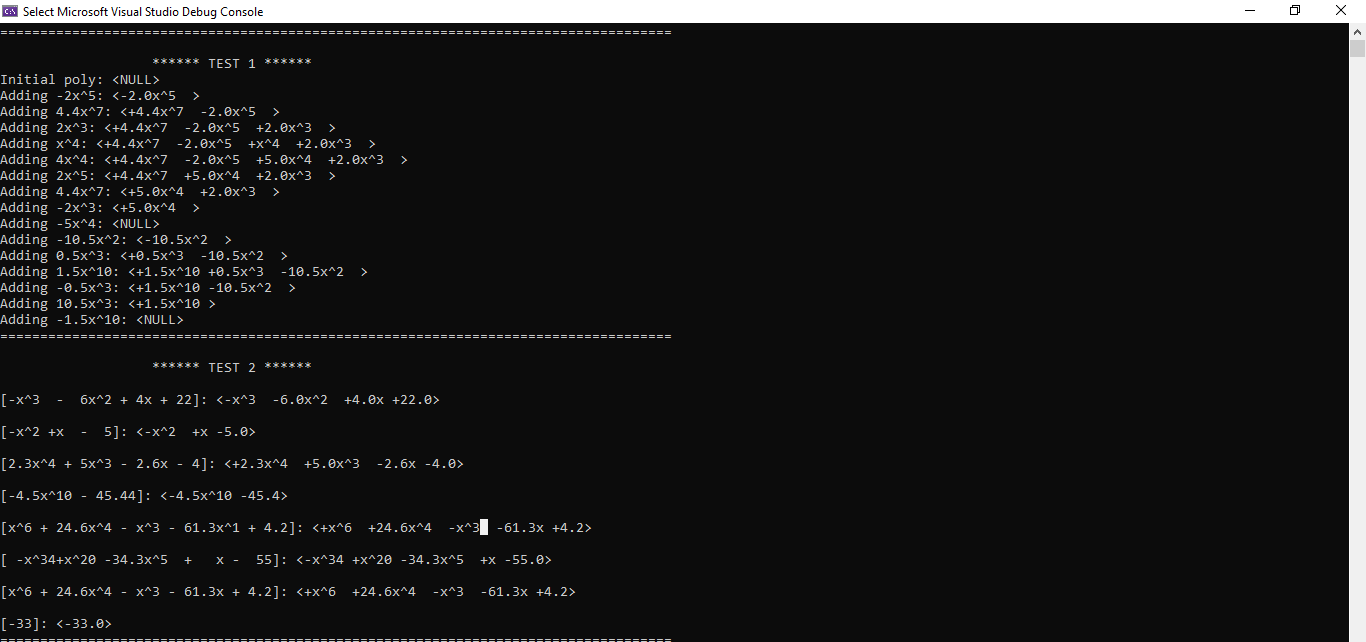 Select Microsoft Visual Studio Debug Console
====================================================================================
****** TEST 1 ******
Initial poly: <NULL>
Adding -2x^5: <-2.0x^5  >
Adding 4.4x^7: <+4.4x^7  -2.0x^5  >
Adding 2x^3: <+4.4x^7  -2.0x^5  +2.0x^3  >
Adding x^4: <+4.4x^7  -2.0x^5  +x^4  +2.0x^3  >
Adding 4x^4: <+4.4x^7  -2.0x^5  +5.0x^4  +2.0x^3  >
Adding 2x^5: <+4.4x^7  +5.0x^4  +2.0x^3  >
Adding 4.4x^7: <+5.0x^4  +2.0x^3  >
Adding -2x^3: <+5.0x^4  >
Adding -5x^4: <NULL>
Adding -10.5x^2: <-10.5x^2  >
Adding 0.5x^3: <+0.5x^3  -10.5x^2  >
Adding 1.5x^10: <+1.5x^10 +0.5x^3  -10.5x^2  >
Adding -0.5x^3: <+1.5x^10 -10.5x^2  >
Adding 10.5x^3: <+1.5x^10 >
Adding -1.5x^10: <NULL>
====================================================================================
****** TEST 2 ******
[-x^3  -  6x^2 + 4x + 22]: <-x^3  -6.0x^2  +4.0x +22.0>
[-x^2 +x  -  5]: <-x^2  +x -5.0>
[2.3x^4 + 5x^3 - 2.6x - 4]: <+2.3x^4  +5.0x^3  -2.6x -4.0>
[-4.5x^10 - 45.44]: <-4.5x^10 -45.4>
[x^6 + 24.6x^4 - x^3 - 61.3x^1 + 4.2]: <+x^6  +24.6x^4  -x^3  -61.3x +4.2>
[ -x^34+x^20 -34.3x^5  +   x -  55]: <-x^34 +x^20 -34.3x^5  +x -55.0>
[x^6 + 24.6x^4 - x^3 - 61.3x + 4.2]: <+x^6  +24.6x^4  -x^3  -61.3x +4.2>
[-33]: <-33.0>
====================================================================================